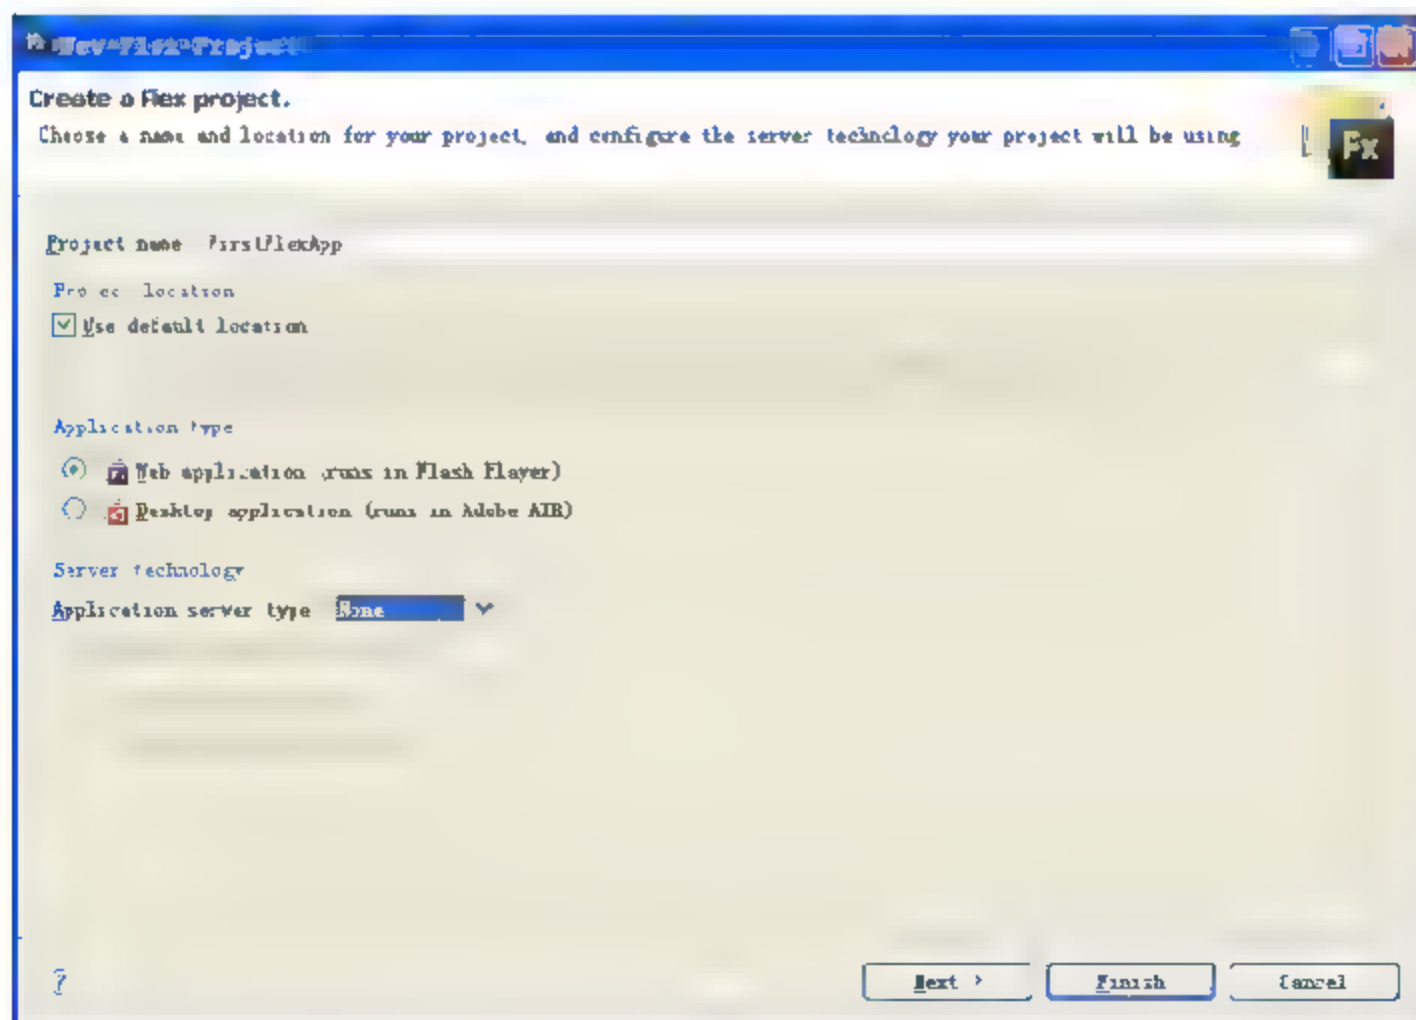 New Flex Project
Create a Flex project.
Choose a name and location for your project, and configure the server technology your project will be using
Fx
Project name FirstFlexApp
Project location
Use default location
Application type
Web application (runs in Flash Player)
Desktop application (runs in Adobe AIR)
Server technology
Application server type None
?
Next >
Finish
Cancel